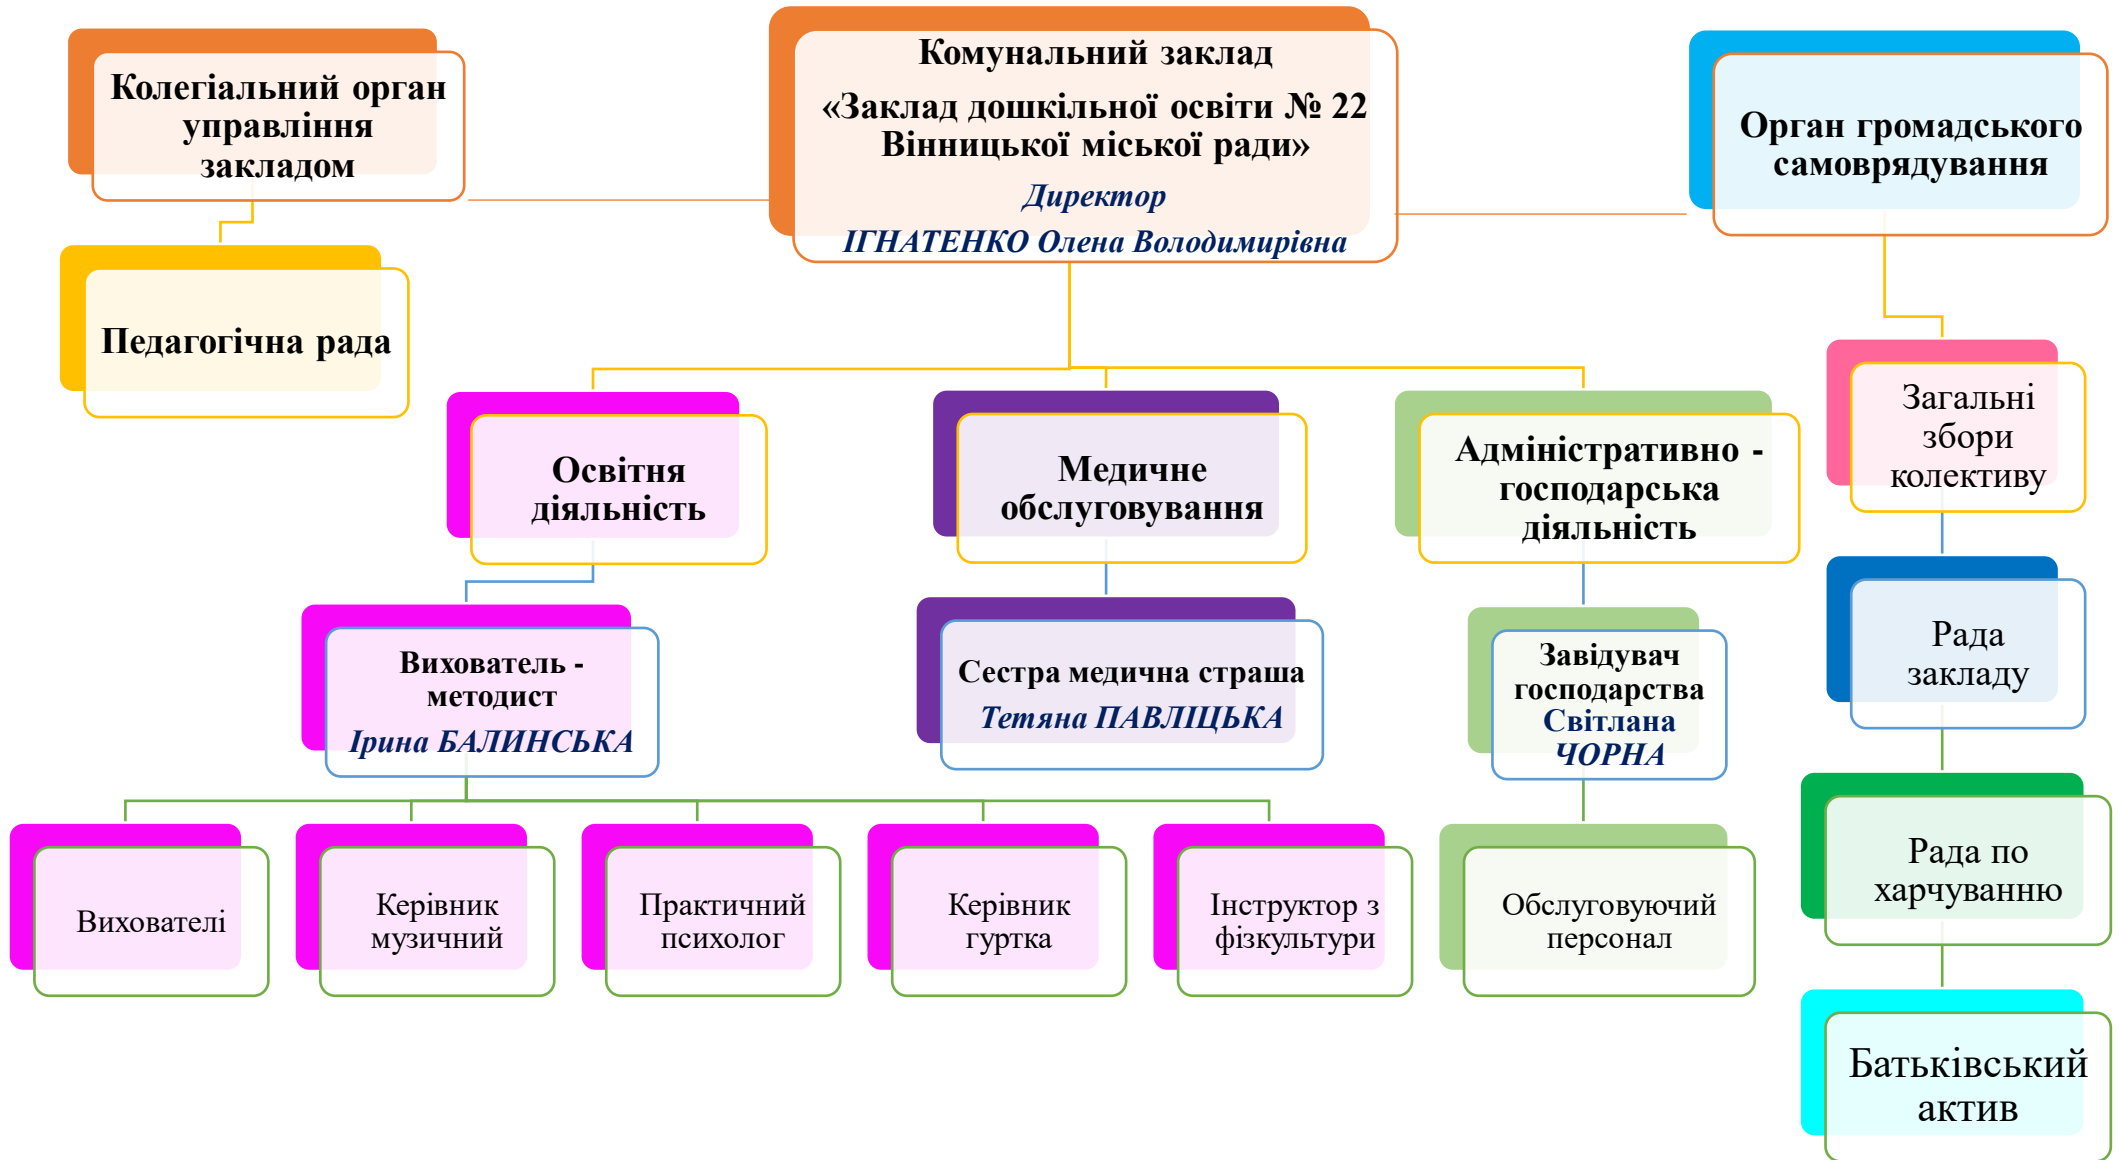 Колегіальний орган
управління
закладом
Комунальний заклад
«Заклад дошкільної освіти № 22
Вінницької міської ради»
Директор
ІГНАТЕНКО Олена Володимирівна
Орган громадського
самоврядування
Педагогічна рада
Освітня
діяльність
Медичне
обслуговування
Адміністративно -
господарська
діяльність
Загальні
збори
колективу
Вихователь -
методист
Ірина БАЛИНСЬКА
Сестра медична страша
Тетяна ПАВЛІЦЬКА
Завідувач
господарства
Світлана
ЧОРНА
Рада
закладу
Вихователі
Керівник
музичний
Практичний
психолог
Керівник
гуртка
Інструктор з
фізкультури
Обслуговуючий
персонал
Рада по
харчуванню
Батьківський
актив